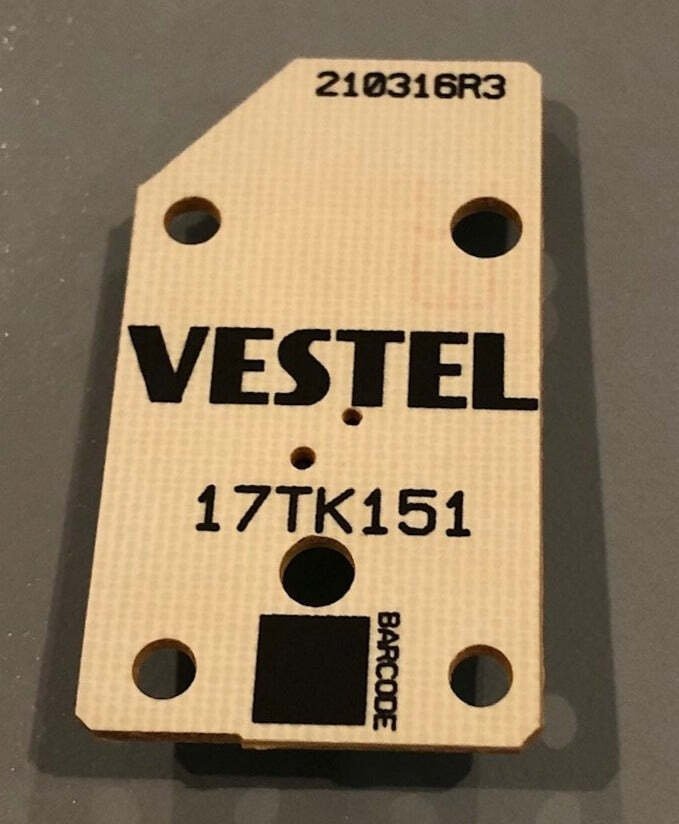 210316R3
VESTEL
17TK151
BARCODE